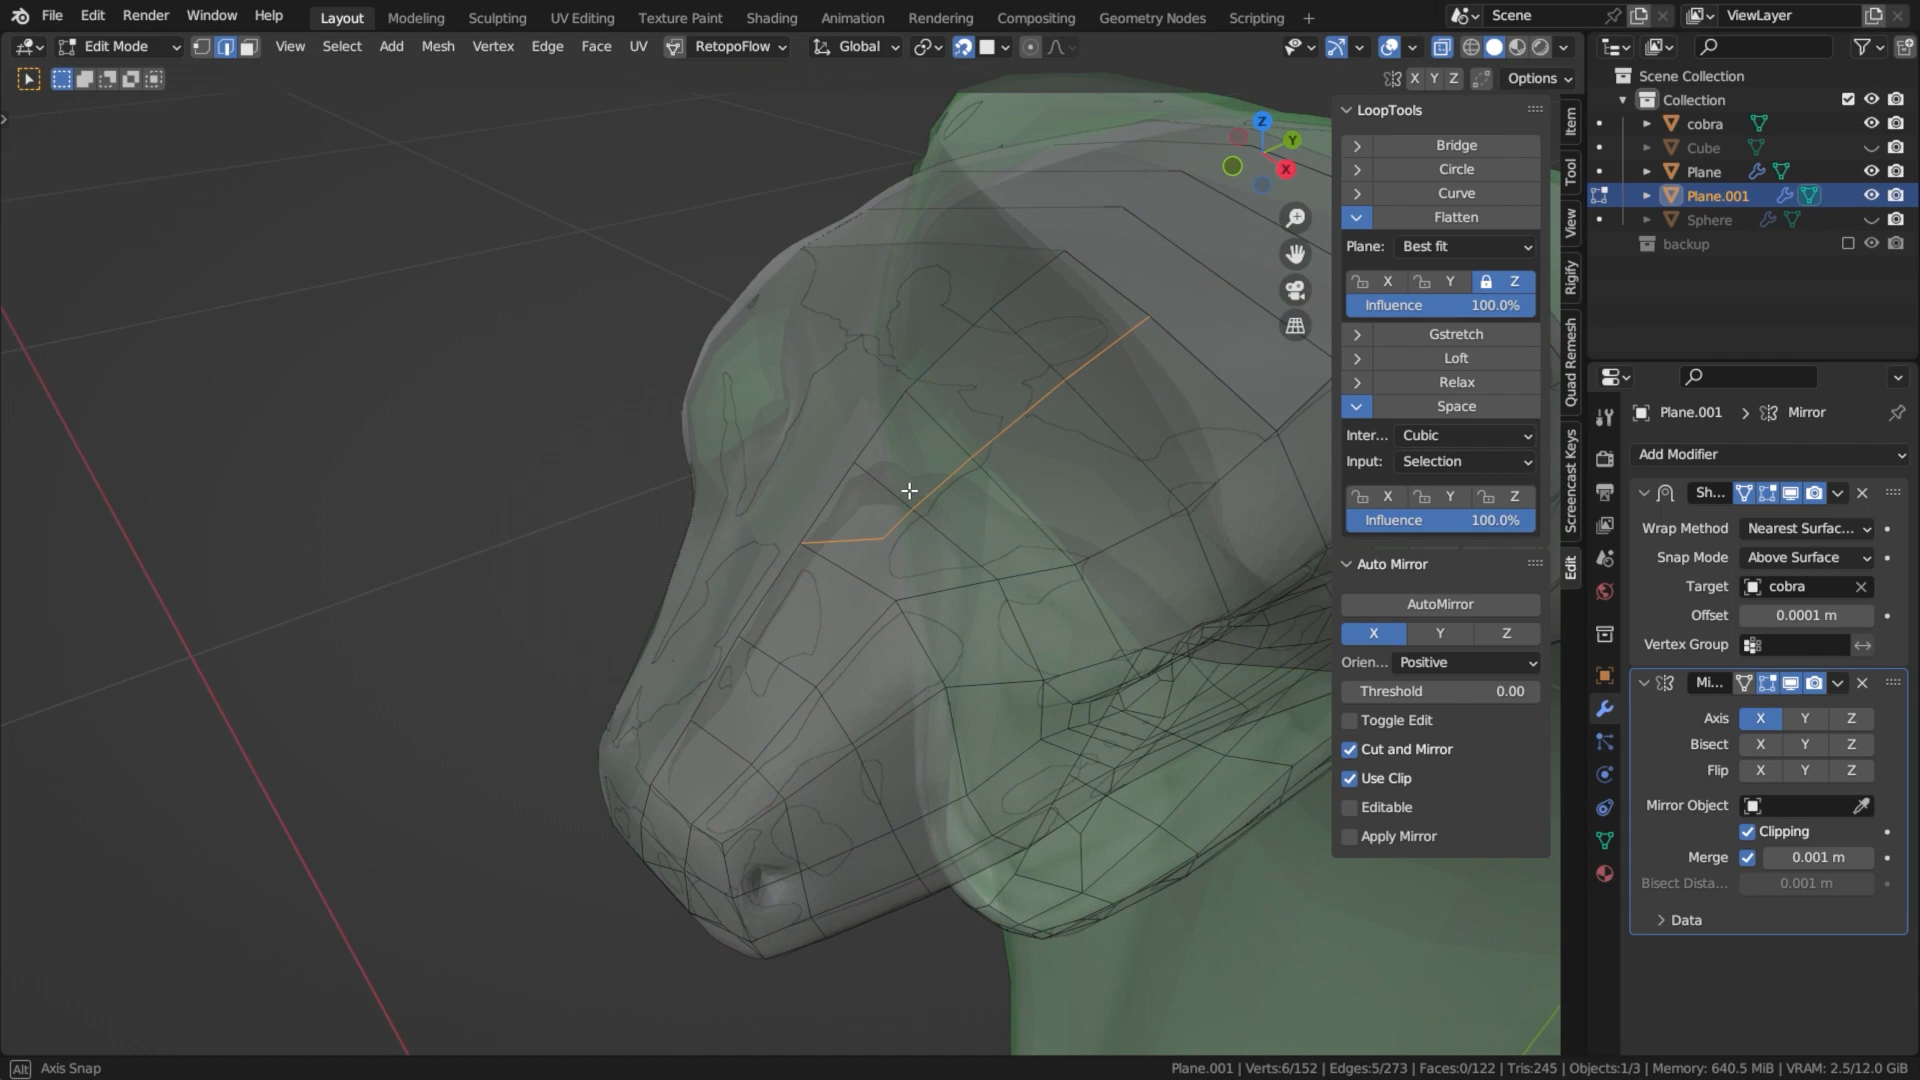 File Edit Render Window Help Layout Modeling Sculpting UV Editing Texture Paint Shading Animation Rendering Compositing Geometry Nodes Scripting + Scene ViewLayer
Edit Mode View Select Add Mesh Vertex Edge Face UV RetopoFlow Global
X Y Z Options
Scene Collection
Collection
cobra
Cube
Plane
Plane.001
Sphere
backup
Z
Y
X
LoopTools
Bridge
Circle
Curve
Flatten
Plane: Best fit
X Y Z
Influence 100.0%
Gstretch
Loft
Relax
Space
Inter... Cubic
Input: Selection
X Y Z
Influence 100.0%
Auto Mirror
AutoMirror
X Y Z
Orien... Positive
Threshold 0.00
Toggle Edit
Cut and Mirror
Use Clip
Editable
Apply Mirror
Item
Tool
View
Rigify
Quad Remesh
Screencast Keys
Edit
Plane.001 > Mirror
Add Modifier
Sh...
Wrap Method Nearest Surfac...
Snap Mode Above Surface
Target cobra
Offset 0.0001 m
Vertex Group
Mi...
Axis X Y Z
Bisect X Y Z
Flip X Y Z
Mirror Object
Clipping
Merge 0.001 m
Bisect Dista... 0.001 m
Data
Alt Axis Snap
Plane.001 | Verts:6/152 | Edges:5/273 | Faces:0/122 | Tris:245 | Objects:1/3 | Memory: 640.5 MiB | VRAM: 2.5/12.0 GiB